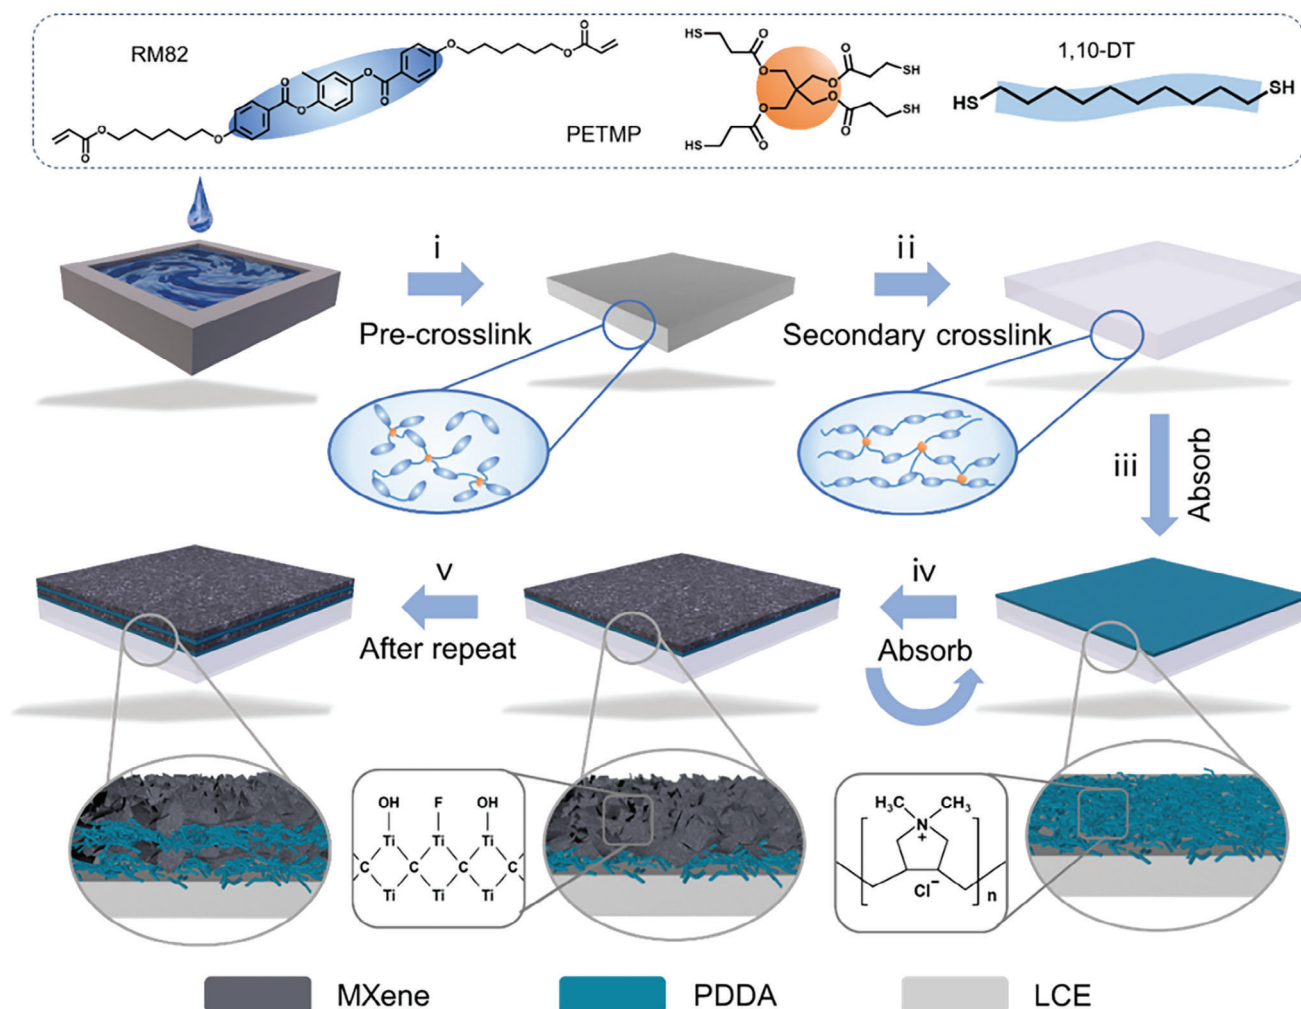 RM82
PETMP
1,10-DT
O
O
O
O
O
O
O
O
O
O
HS
O
O
O
O
SH
O
O
SH
O
O
HS
HS
SH
i
Pre-crosslink
ii
Secondary crosslink
iii
Absorb
iv
Absorb
v
After repeat
OH F OH
Ti Ti Ti
C C C C
Ti Ti Ti
H₃C CH₃
N
+
Cl⁻
n
MXene
PDDA
LCE